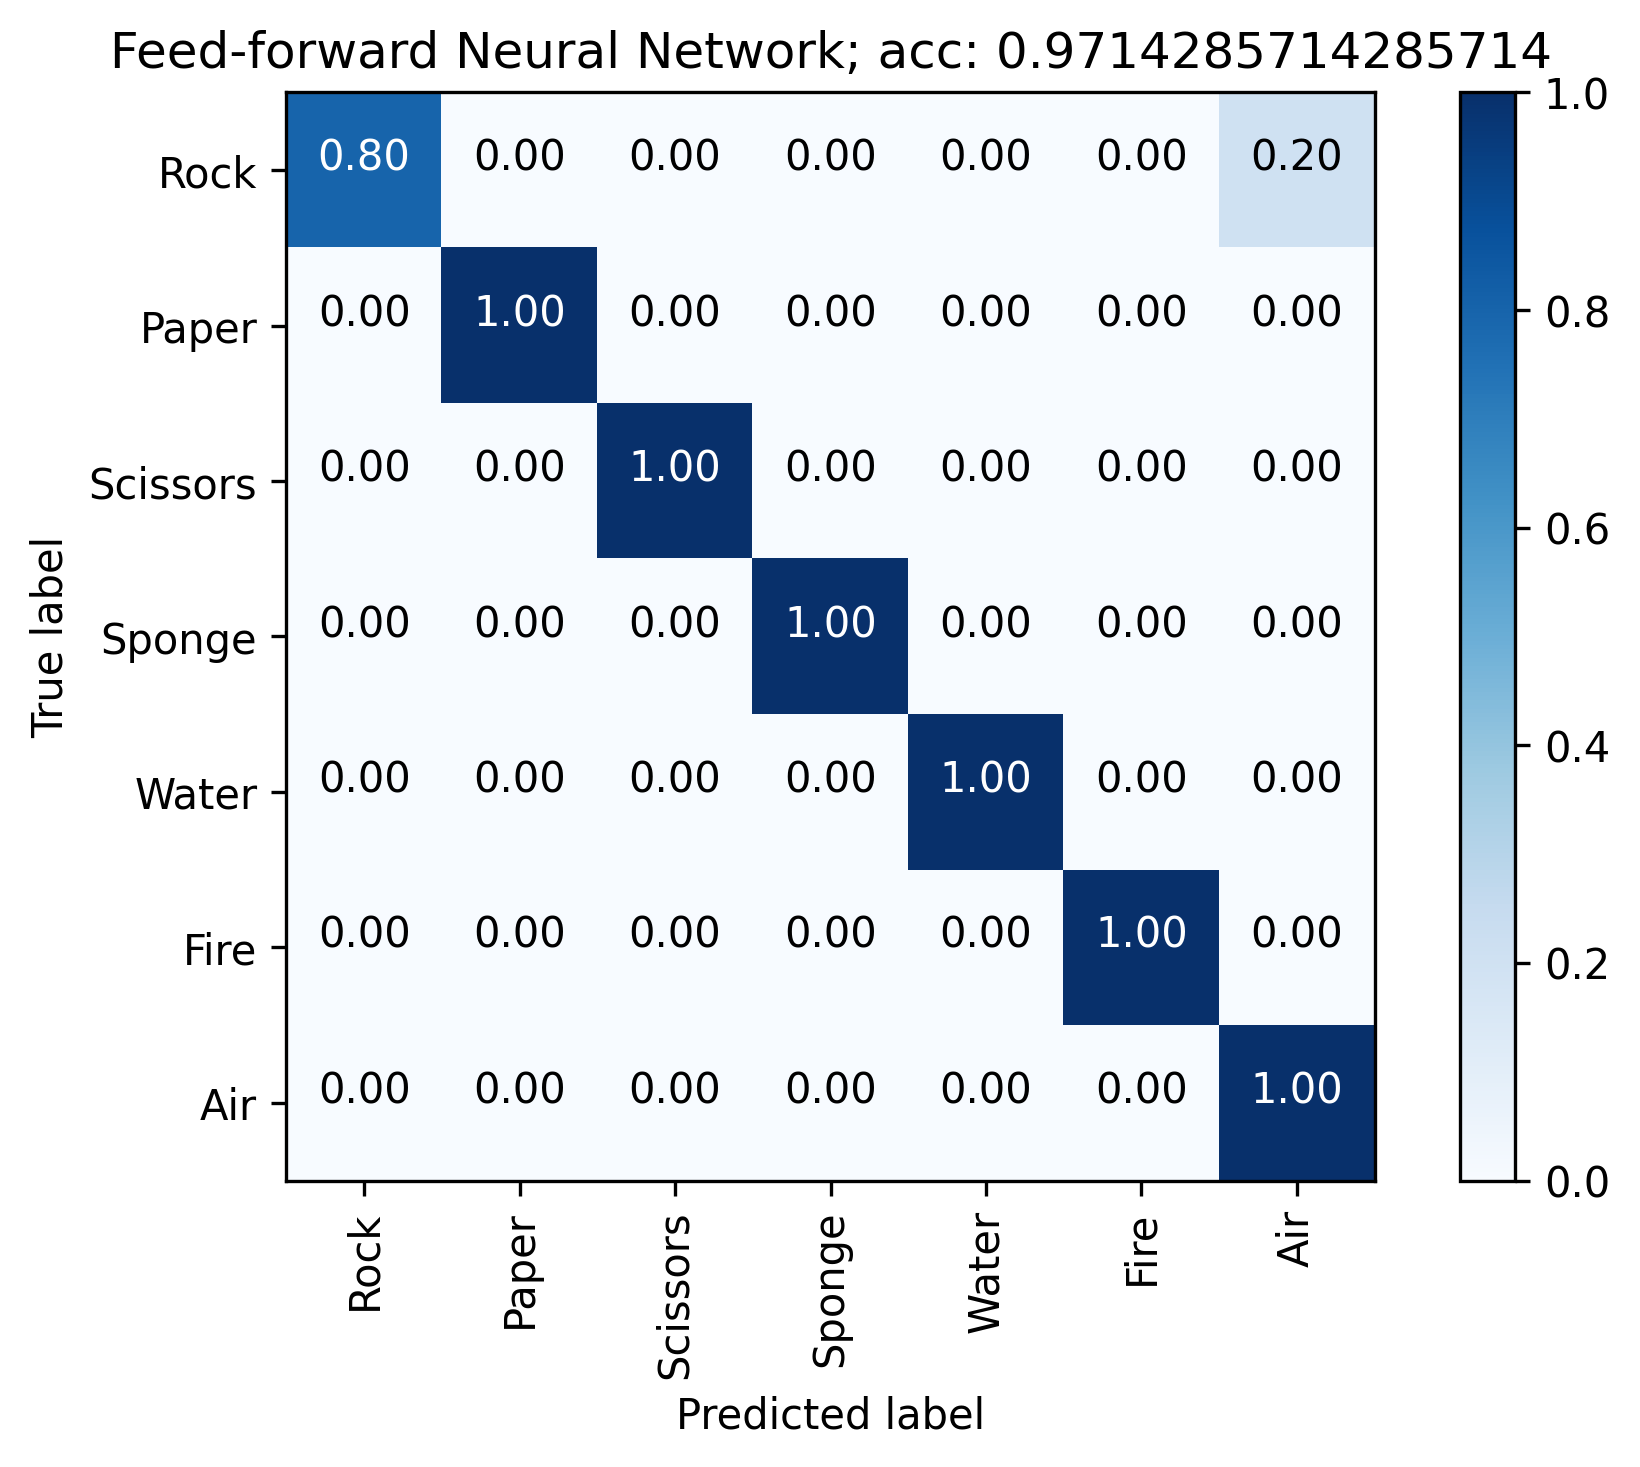 Feed-forward Neural Network; acc: 0.9714285714285714
True label
Rock 0.80 0.00 0.00 0.00 0.00 0.00 0.20
Paper 0.00 1.00 0.00 0.00 0.00 0.00 0.00
Scissors 0.00 0.00 1.00 0.00 0.00 0.00 0.00
Sponge 0.00 0.00 0.00 1.00 0.00 0.00 0.00
Water 0.00 0.00 0.00 0.00 1.00 0.00 0.00
Fire 0.00 0.00 0.00 0.00 0.00 1.00 0.00
Air 0.00 0.00 0.00 0.00 0.00 0.00 1.00
Rock Paper Scissors Sponge Water Fire Air
Predicted label
1.0
0.8
0.6
0.4
0.2
0.0